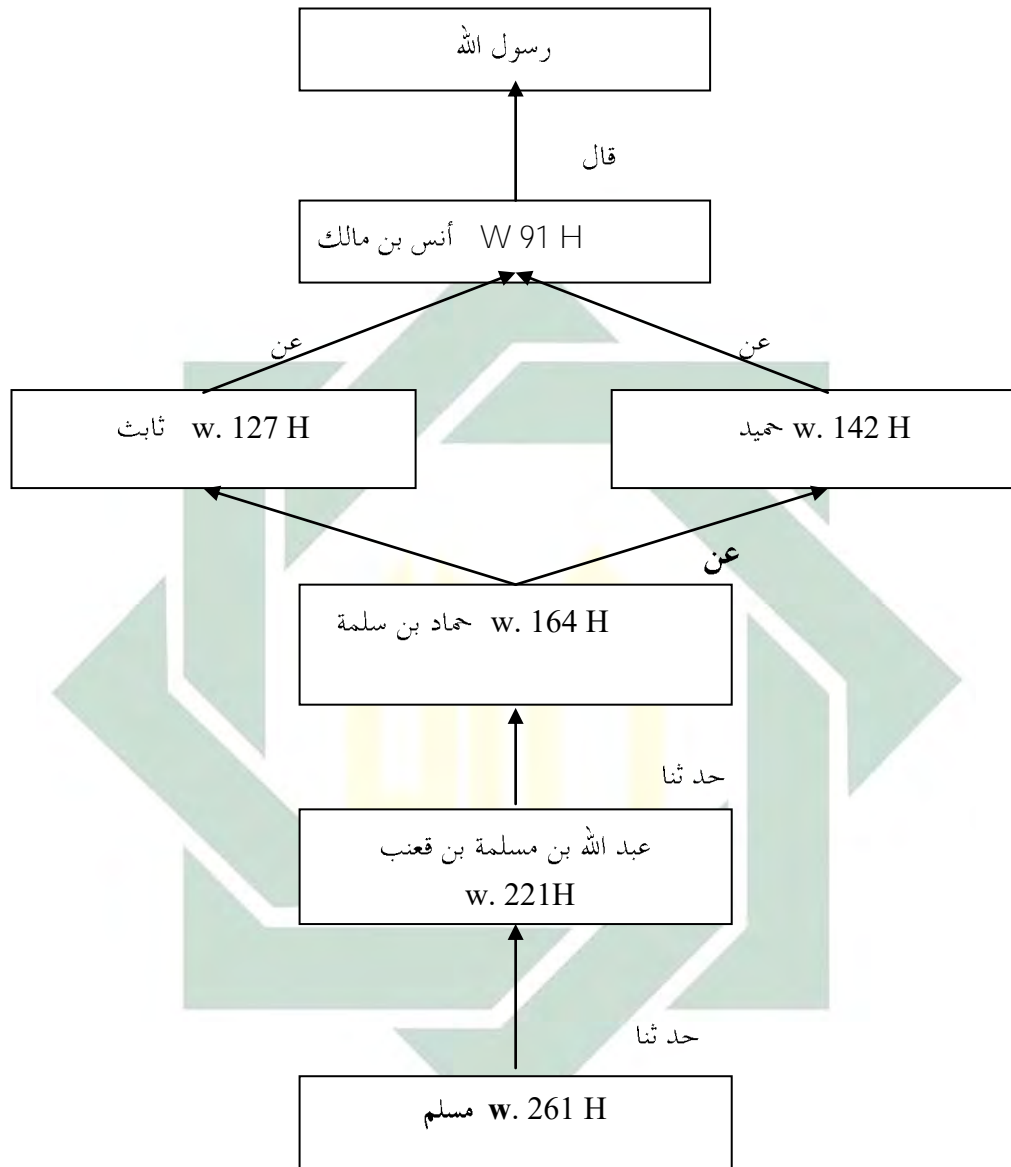 رسول الله
قال
أنس بن مالك W 91 H
عن
عن
ثابث w. 127 H
حميد w. 142 H
عن
حماد بن سلمة w. 164 H
حد ثنا
عبد الله بن مسلمة بن قعنب
w. 221H
حد ثنا
مسلم w. 261 H